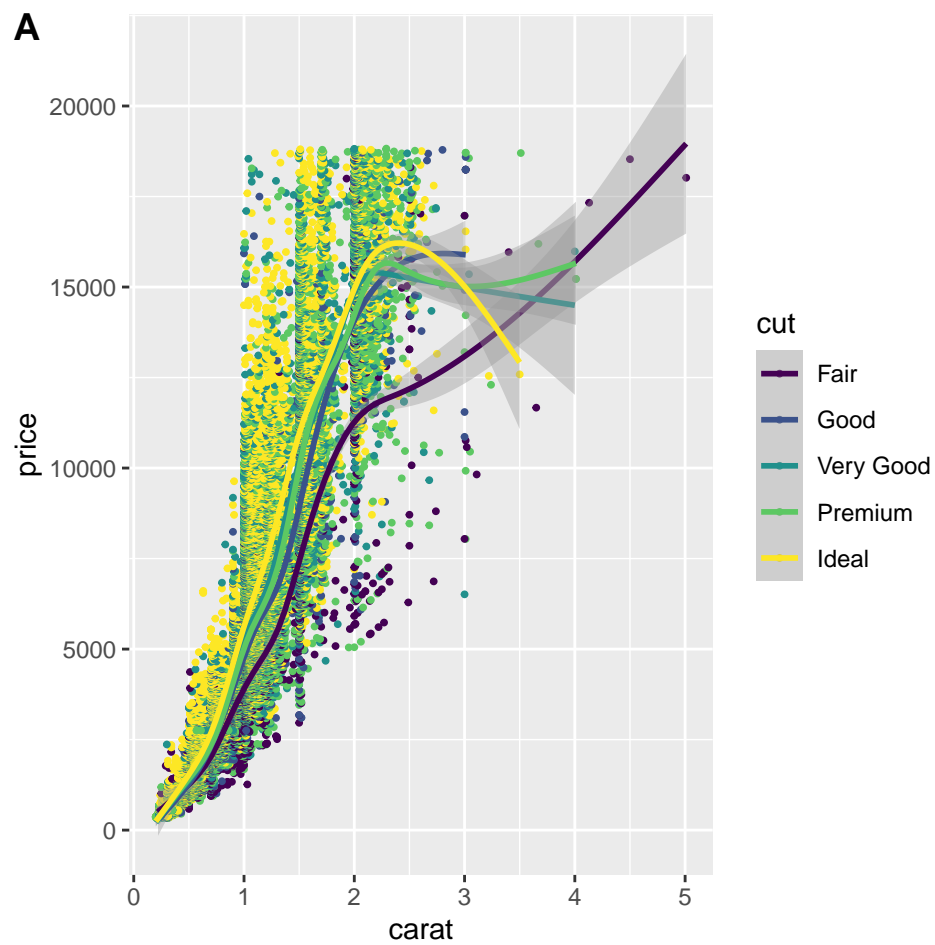 A
price
20000
15000
10000
5000
0
0 1 2 3 4 5
carat
cut
Fair
Good
Very Good
Premium
Ideal